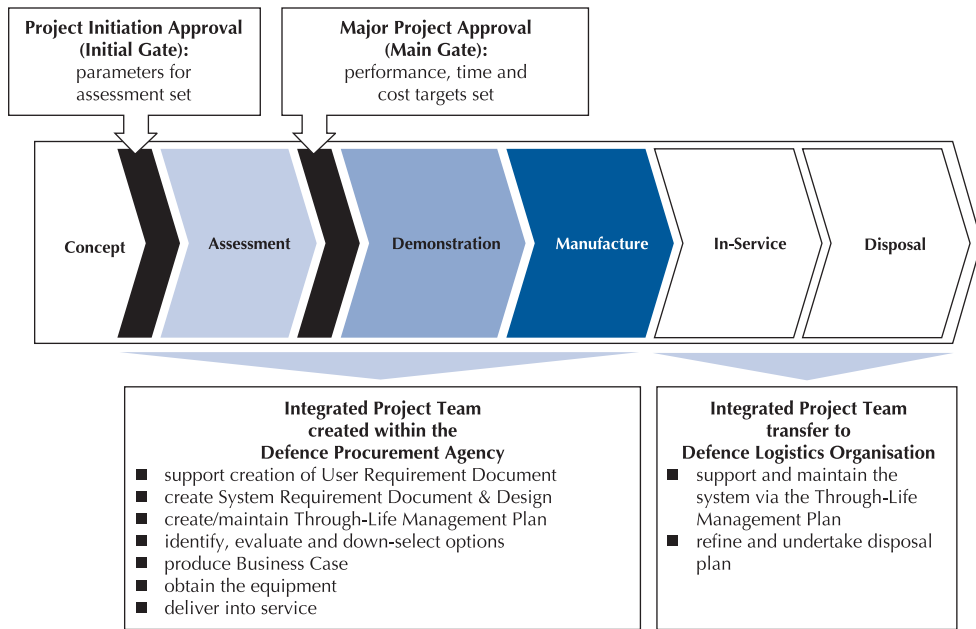 Project Initiation Approval
(Initial Gate):
parameters for
assessment set
Major Project Approval
(Main Gate):
performance, time and
cost targets set
Concept
Assessment
Demonstration
Manufacture
In-Service
Disposal
Integrated Project Team
created within the
Defence Procurement Agency
■ support creation of User Requirement Document
■ create System Requirement Document & Design
■ create/maintain Through-Life Management Plan
■ identify, evaluate and down-select options
■ produce Business Case
■ obtain the equipment
■ deliver into service
Integrated Project Team
transfer to
Defence Logistics Organisation
■ support and maintain the
system via the Through-Life
Management Plan
■ refine and undertake disposal
plan